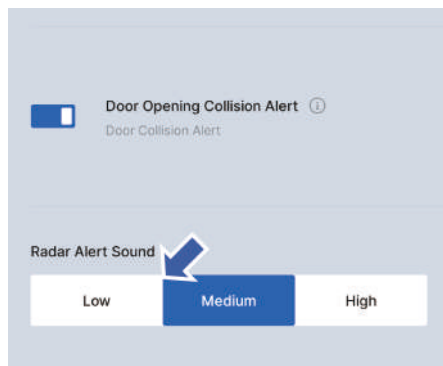 Door Opening Collision Alert
Door Collision Alert
Radar Alert Sound
Low
Medium
High